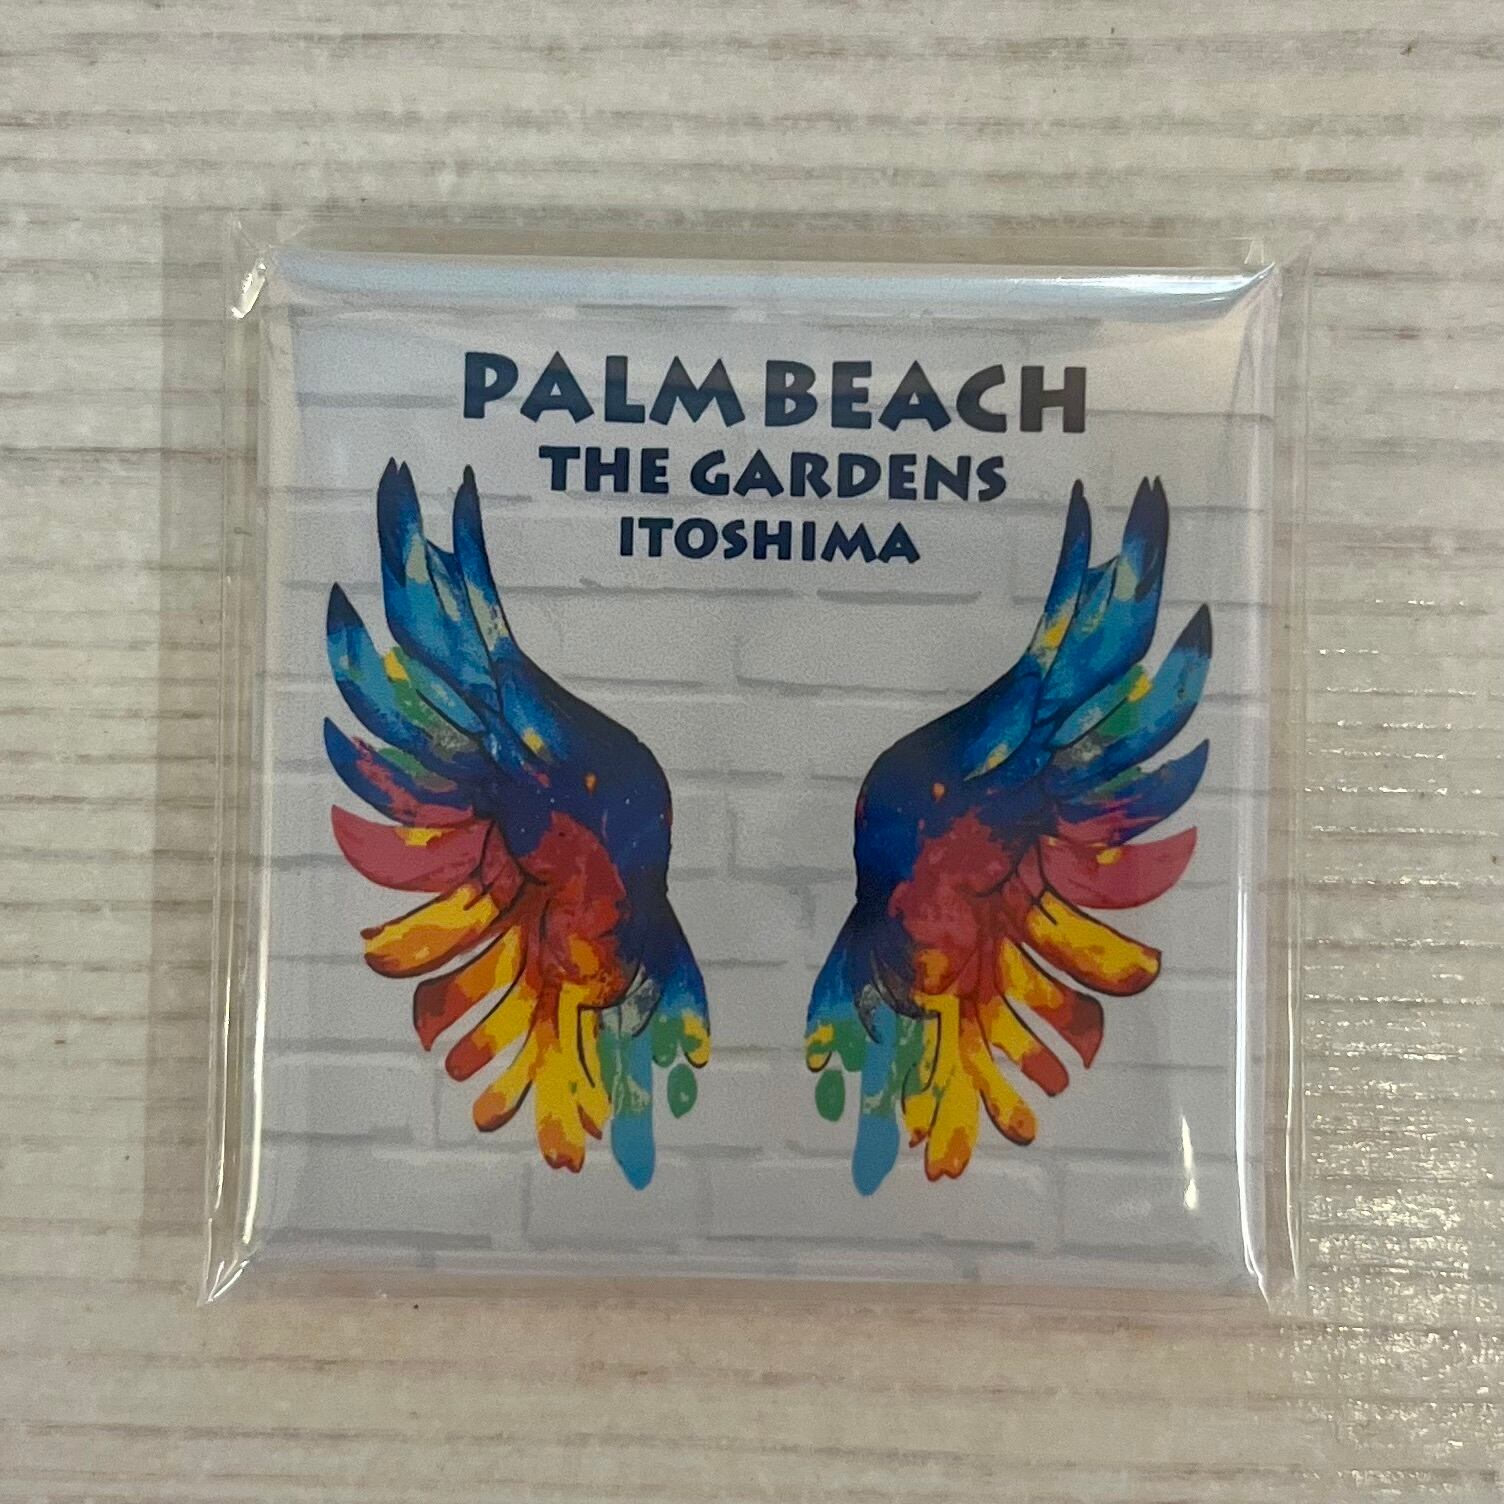 PALM BEACH
THE GARDENS
ITOSHIMA